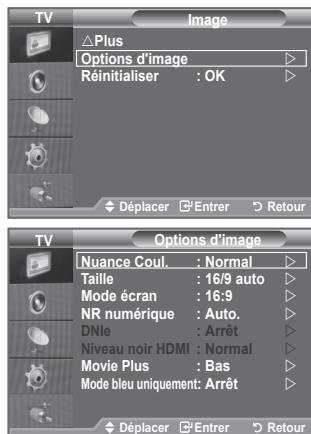 TV Image
△Plus
Options d'image ▷
Réinitialiser : OK ▷
Déplacer Entrer Retour
TV Options d'image
Nuance Coul. : Normal ▷
Taille : 16/9 auto ▷
Mode écran : 16:9 ▷
NR numérique : Auto. ▷
DNIe : Arrêt ▷
Niveau noir HDMI : Normal ▷
Movie Plus : Bas ▷
Mode bleu uniquement: Arrêt ▷
Déplacer Entrer Retour